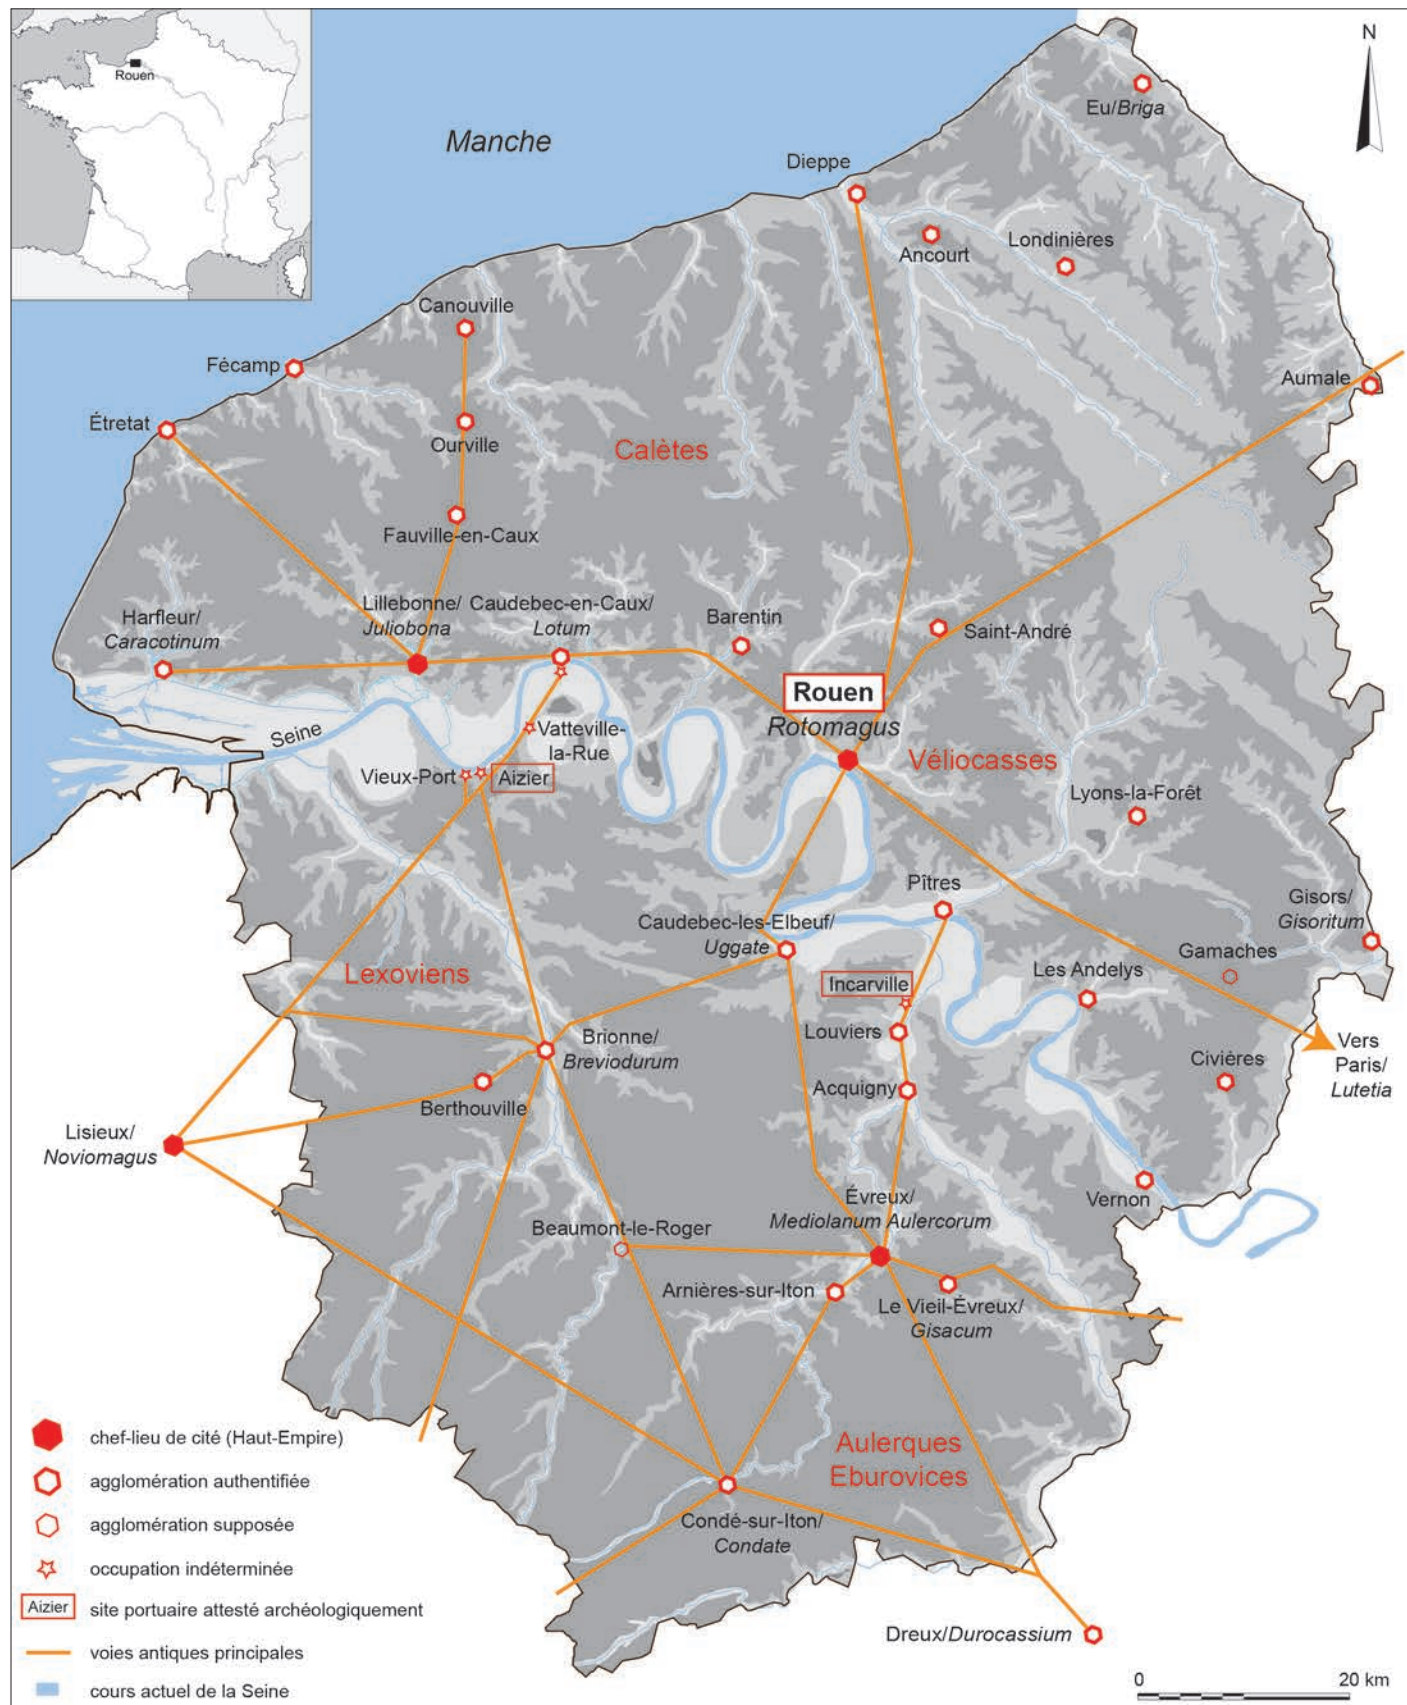 Rouen
N
Manche
Eu/Briga
Dieppe
Ancourt
Londinières
Canouville
Fécamp
Aumale
Étretat
Ourville
Calètes
Fauville-en-Caux
Harfleur/
Caracotinum
Lillebonne/
Juliobona
Caudebec-en-Caux/
Lotum
Barentin
Saint-André
Rouen
Rotomagus
Seine
Vatteville-
la-Rue
Vieux-Port
Aizier
Véliocasses
Lyons-la-Forêt
Pîtres
Caudebec-les-Elbeuf/
Uggate
Gisors/
Gisoritum
Gamaches
Lexoviens
Incarville
Les Andelys
Louviers
Brionne/
Breviodurum
Vers
Paris/
Lutetia
Civières
Acquigny
Berthouville
Lisieux/
Noviomagus
Vernon
Évreux/
Mediolanum Aulercorum
Beaumont-le-Roger
Arnières-sur-Iton
Le Vieil-Évreux/
Gisacum
Aulerques
Eburovices
Condé-sur-Iton/
Condate
Dreux/Durocassium
chef-lieu de cité (Haut-Empire)
agglomération authentifiée
agglomération supposée
occupation indéterminée
Aizier
site portuaire attesté archéologiquement
voies antiques principales
cours actuel de la Seine
0
20 km